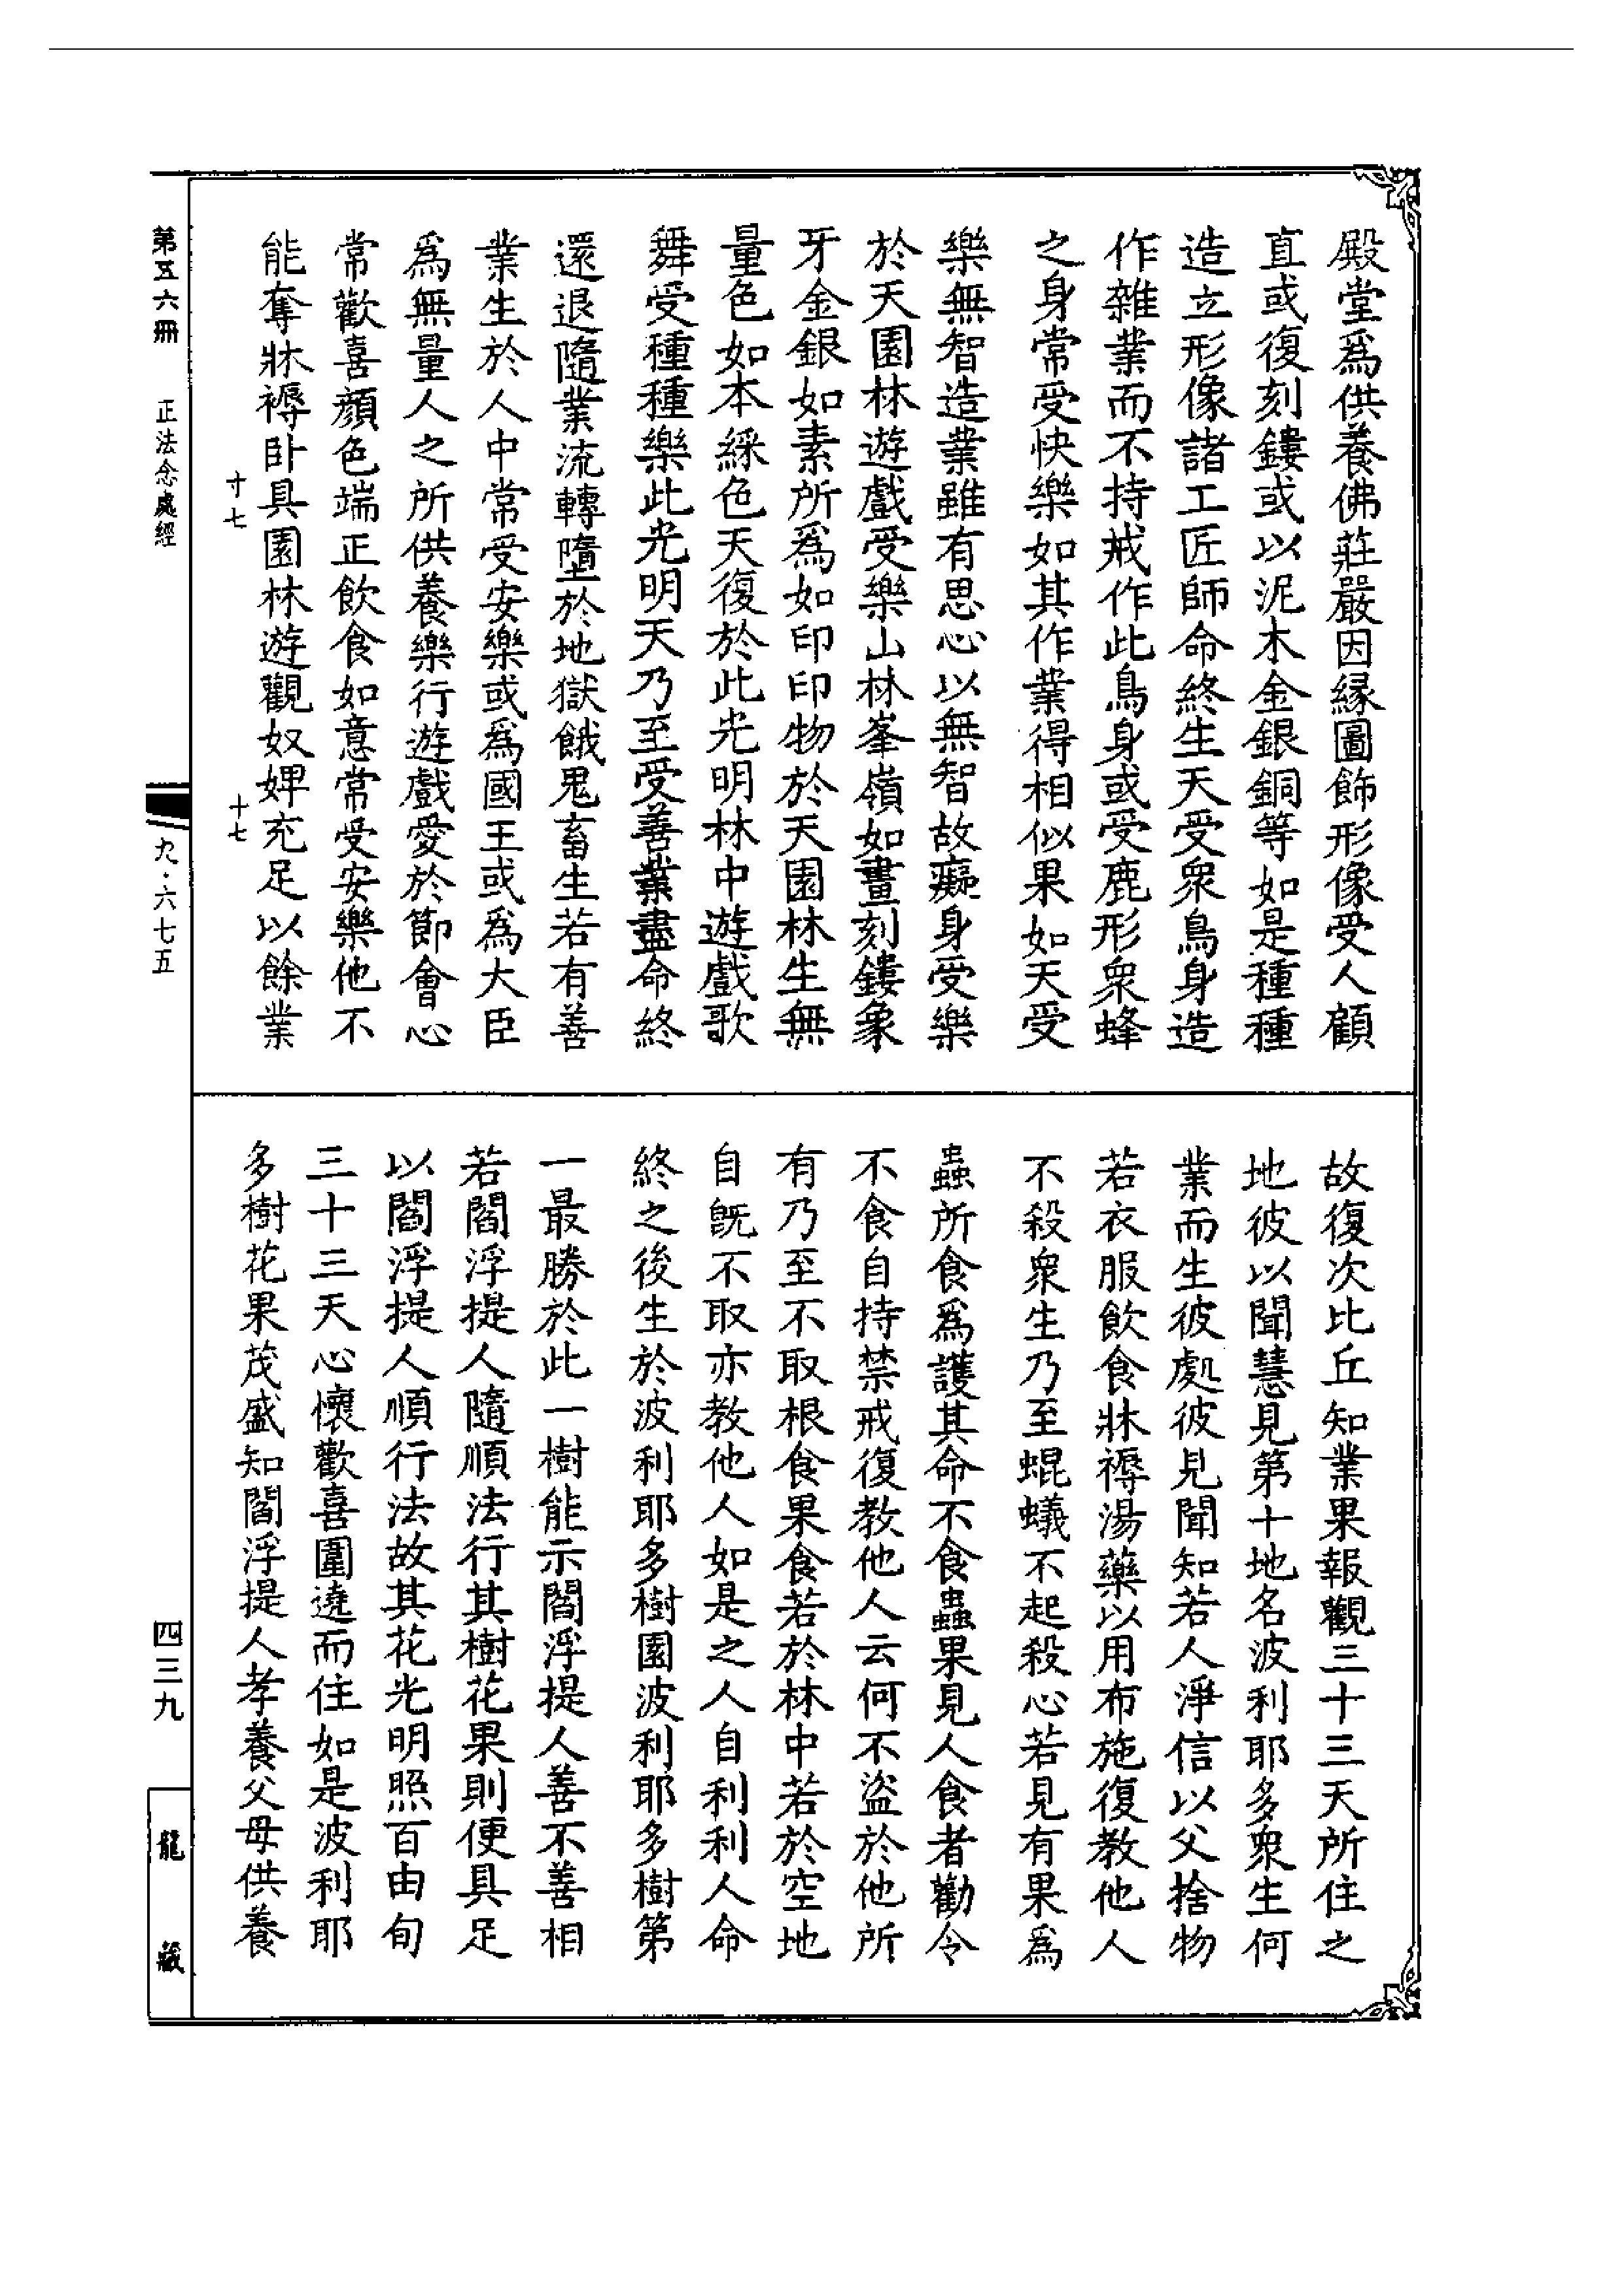 殿堂爲供養佛莊嚴因緣圖飾形像受人顧
直或復刻鏤或以泥木金銀銅等如是種種
造立形像諸工匠師命終生天受衆鳥身造
作雜業而不持戒作此鳥身或受鹿形衆蜂
之身常受快樂如其作業得相似果如天受
樂無智造業雖有思心以無智故癡身受樂
於天園林遊戲受樂山林峯嶺如畫刻鏤象
牙金銀如素所爲如印印物於天園林生無
量色如本綵色天復於此光明林中遊戲歌
舞受種種樂此光明天乃至受善業盡命終
還退隨業流轉墮於地獄餓鬼畜生若有善
業生於人中常受安樂或爲國王或爲大臣
爲無量人之所供養樂行遊戲愛於節會心
常歡喜顏色端正飲食如意常受安樂他不
能奪牀褥卧具園林遊觀奴婢充足以餘業
寸七
十七
故復次比丘知業果報觀三十三天所住之
地彼以聞慧見第十地名波利耶多衆生何
業而生彼處彼見聞知若人淨信以父捨物
若衣服飲食牀褥湯藥以用布施復教他人
不殺衆生乃至蜫蟻不起殺心若見有果爲
蟲所食爲護其命不食蟲果見人食者勸令
不食自持禁戒復教他人云何不盜於他所
有乃至不取根食果食若於林中若於空地
自旣不取亦教他人如是之人自利利人命
終之後生於波利耶多樹園波利耶多樹第
一最勝於此一樹能示閻浮提人善不善相
若閻浮提人隨順法行其樹花果則便具足
以閻浮提人順行法故其花光明照百由旬
三十三天心懷歡喜圍遶而住如是波利耶
多樹花果茂盛知閻浮提人孝養父母供養
第五六冊
正法念處經
九·六七五
四三九
龍藏